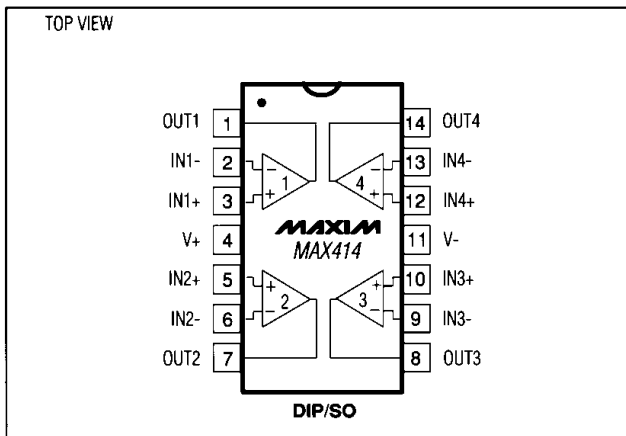 TOP VIEW
OUT1 1 14 OUT4
IN1- 2 − − 13 IN4-
IN1+ 3 + 1 4 + 12 IN4+
MAXIM
V+ 4 11 V-
MAX414
IN2+ 5 + + 10 IN3+
2 3
IN2- 6 − − 9 IN3-
OUT2 7 8 OUT3
DIP/SO